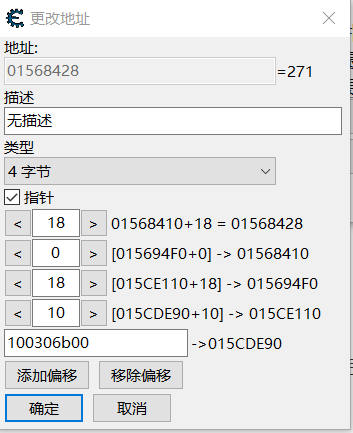 更改地址
地址:
01568428 =271
描述
无描述
类型
4 字节
指针
< 18 > 01568410+18 = 01568428
< 0 > [015694F0+0] -> 01568410
< 18 > [015CE110+18] -> 015694F0
< 10 > [015CDE90+10] -> 015CE110
100306b00 ->015CDE90
添加偏移 移除偏移
确定 取消